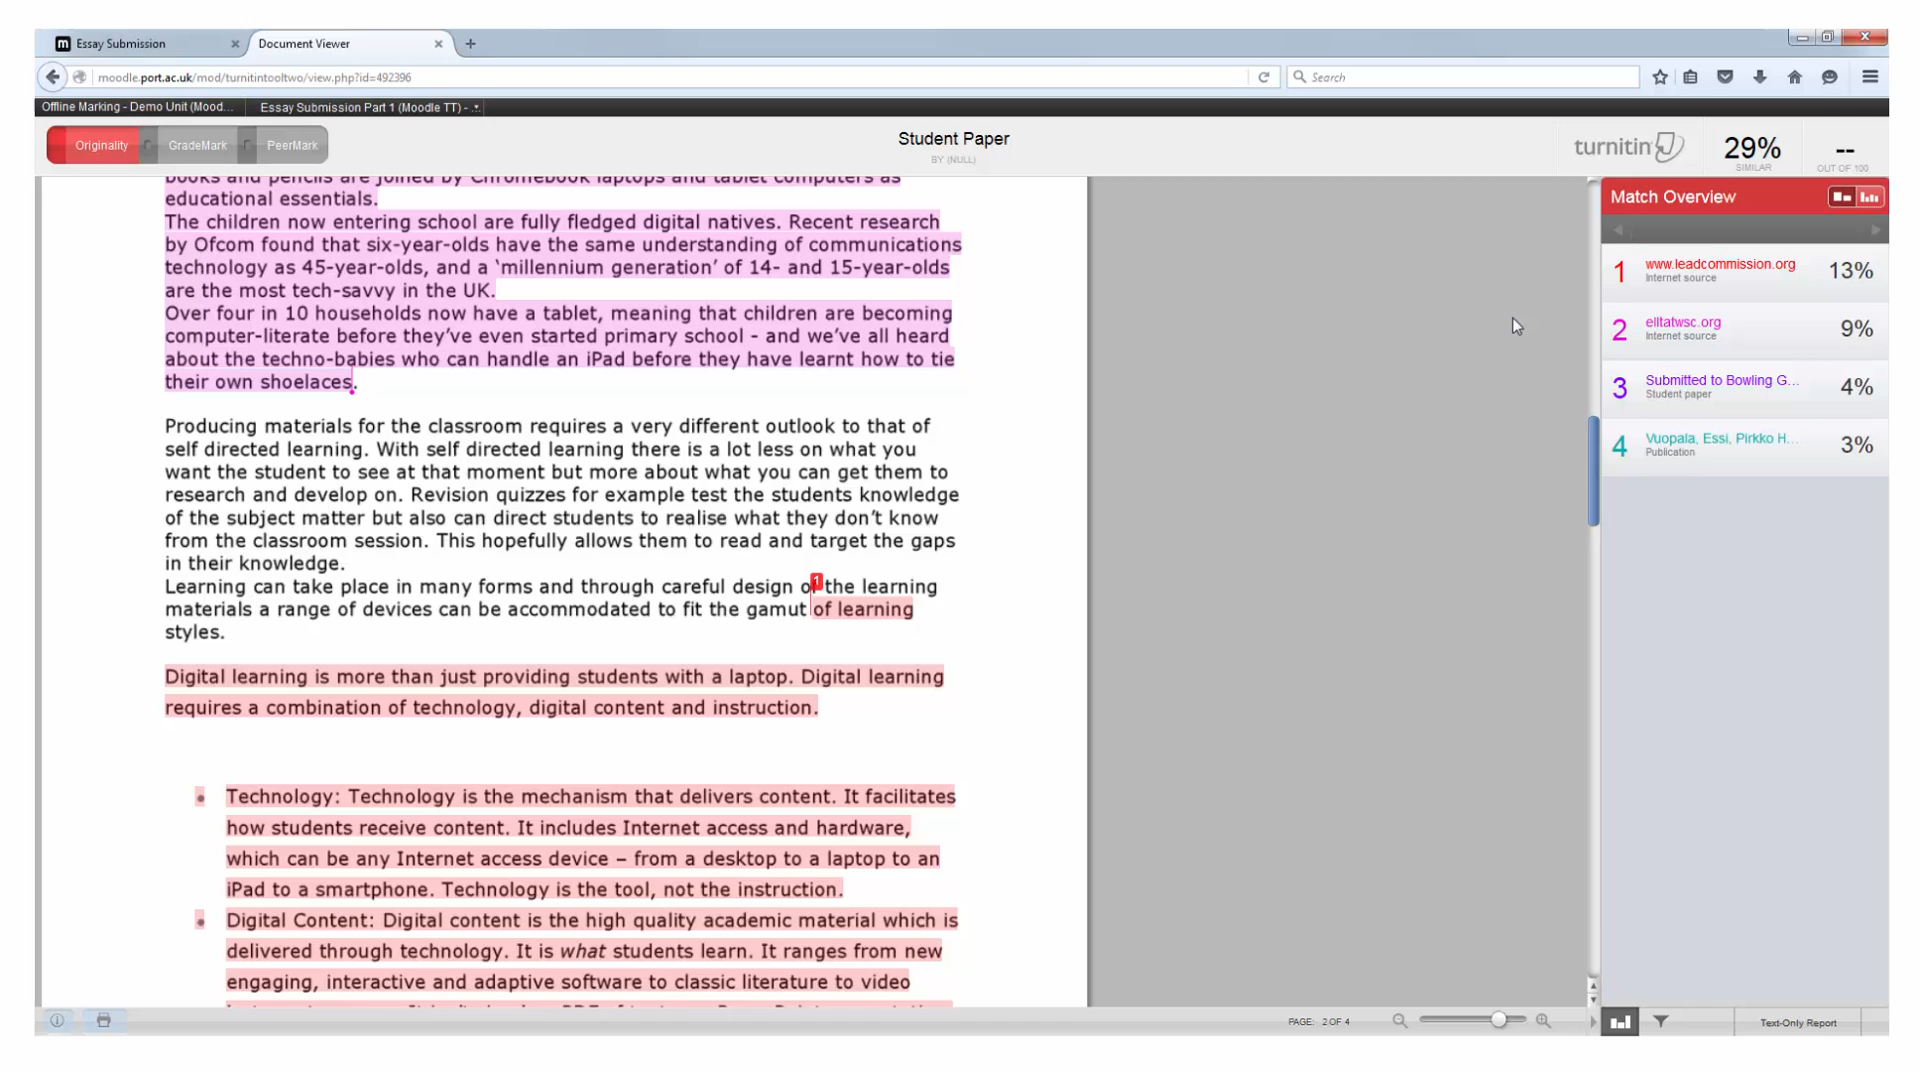 Essay Submission
Document Viewer
moodle.port.ac.uk/mod/turnitintooltwo/view.php?id=492396
Search
Offline Marking - Demo Unit (Mood...
Essay Submission Part 1 (Moodle TT) -
Originality
GradeMark
PeerMark
Student Paper
BY (NULL)
turnitin
29%
SIMILAR
--
OUT OF 100
books and pencils are joined by Chromebook laptops and tablet computers as
educational essentials.
The children now entering school are fully fledged digital natives. Recent research
by Ofcom found that six-year-olds have the same understanding of communications
technology as 45-year-olds, and a ‘millennium generation’ of 14- and 15-year-olds
are the most tech-savvy in the UK.
Over four in 10 households now have a tablet, meaning that children are becoming
computer-literate before they’ve even started primary school - and we’ve all heard
about the techno-babies who can handle an iPad before they have learnt how to tie
their own shoelaces.
Producing materials for the classroom requires a very different outlook to that of
self directed learning. With self directed learning there is a lot less on what you
want the student to see at that moment but more about what you can get them to
research and develop on. Revision quizzes for example test the students knowledge
of the subject matter but also can direct students to realise what they don’t know
from the classroom session. This hopefully allows them to read and target the gaps
in their knowledge.
Learning can take place in many forms and through careful design of the learning
1
materials a range of devices can be accommodated to fit the gamut of learning
styles.
Digital learning is more than just providing students with a laptop. Digital learning
requires a combination of technology, digital content and instruction.
• Technology: Technology is the mechanism that delivers content. It facilitates
how students receive content. It includes Internet access and hardware,
which can be any Internet access device – from a desktop to a laptop to an
iPad to a smartphone. Technology is the tool, not the instruction.
• Digital Content: Digital content is the high quality academic material which is
delivered through technology. It is what students learn. It ranges from new
engaging, interactive and adaptive software to classic literature to video
Match Overview
1 www.leadcommission.org 13%
Internet source
2 elltatwsc.org 9%
Internet source
3 Submitted to Bowling G... 4%
Student paper
4 Vuopala, Essi, Pirkko H... 3%
Publication
PAGE: 2 OF 4
Text-Only Report